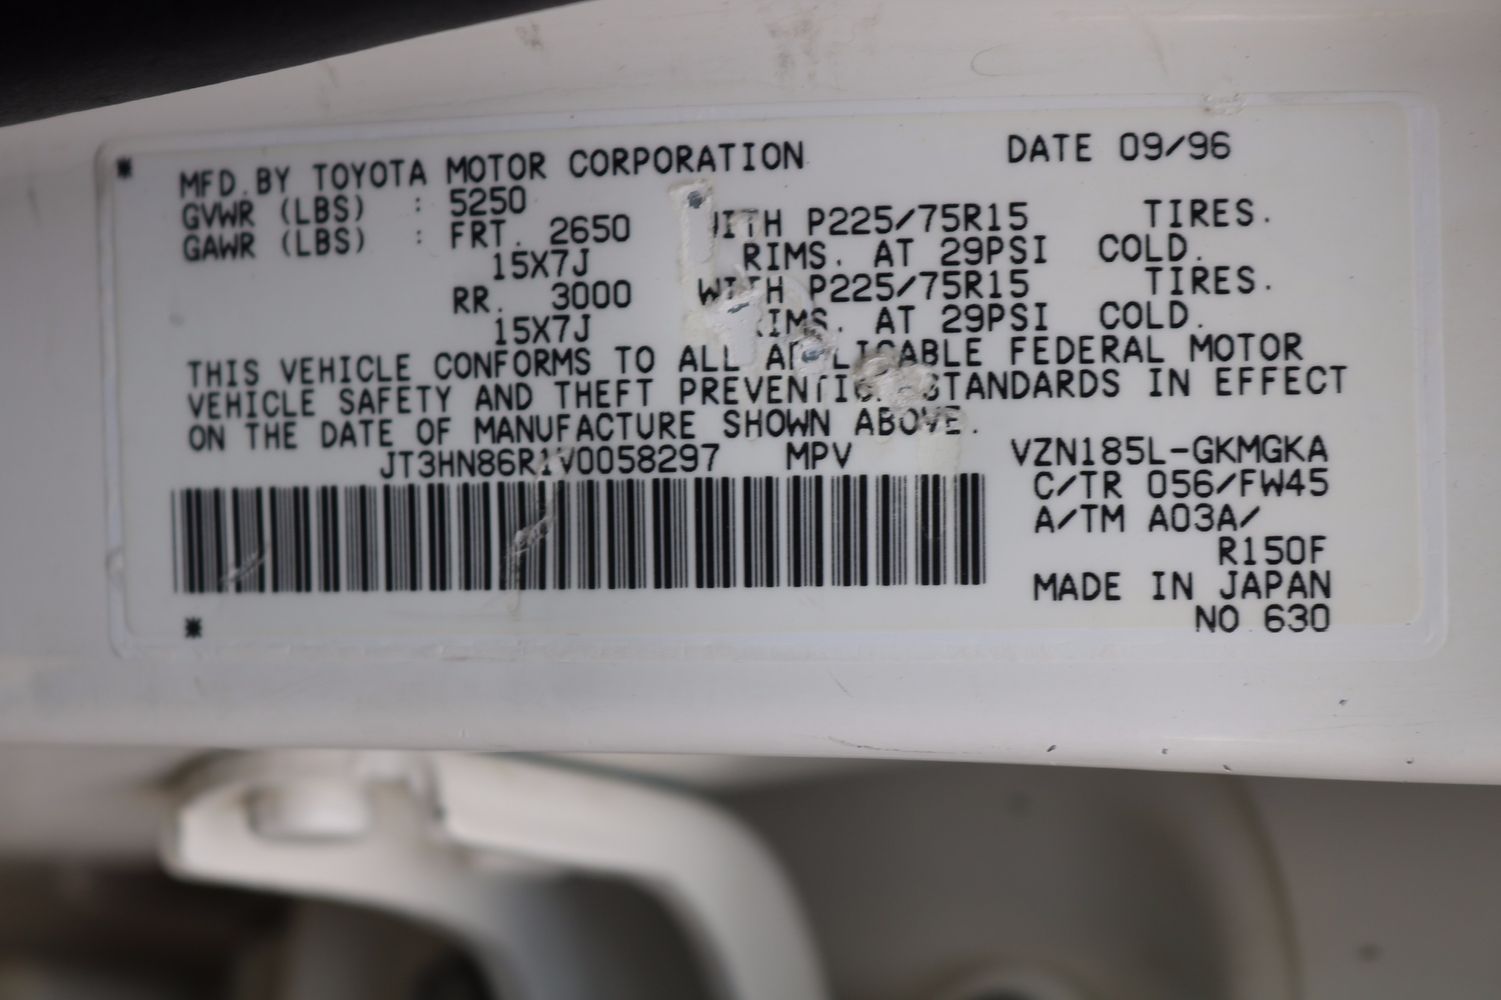 MFD.BY TOYOTA MOTOR CORPORATION DATE 09/96
GVWR (LBS) : 5250
GAWR (LBS) : FRT. 2650 WITH P225/75R15 TIRES.
15X7J RIMS. AT 29PSI COLD.
RR. 3000 WITH P225/75R15 TIRES.
15X7J RIMS. AT 29PSI COLD.
THIS VEHICLE CONFORMS TO ALL APPLICABLE FEDERAL MOTOR
VEHICLE SAFETY AND THEFT PREVENTION STANDARDS IN EFFECT
ON THE DATE OF MANUFACTURE SHOWN ABOVE.
JT3HN86R1V0058297 MPV VZN185L-GKMGKA
C/TR 056/FW45
A/TM A03A/
R150F
MADE IN JAPAN
NO 630